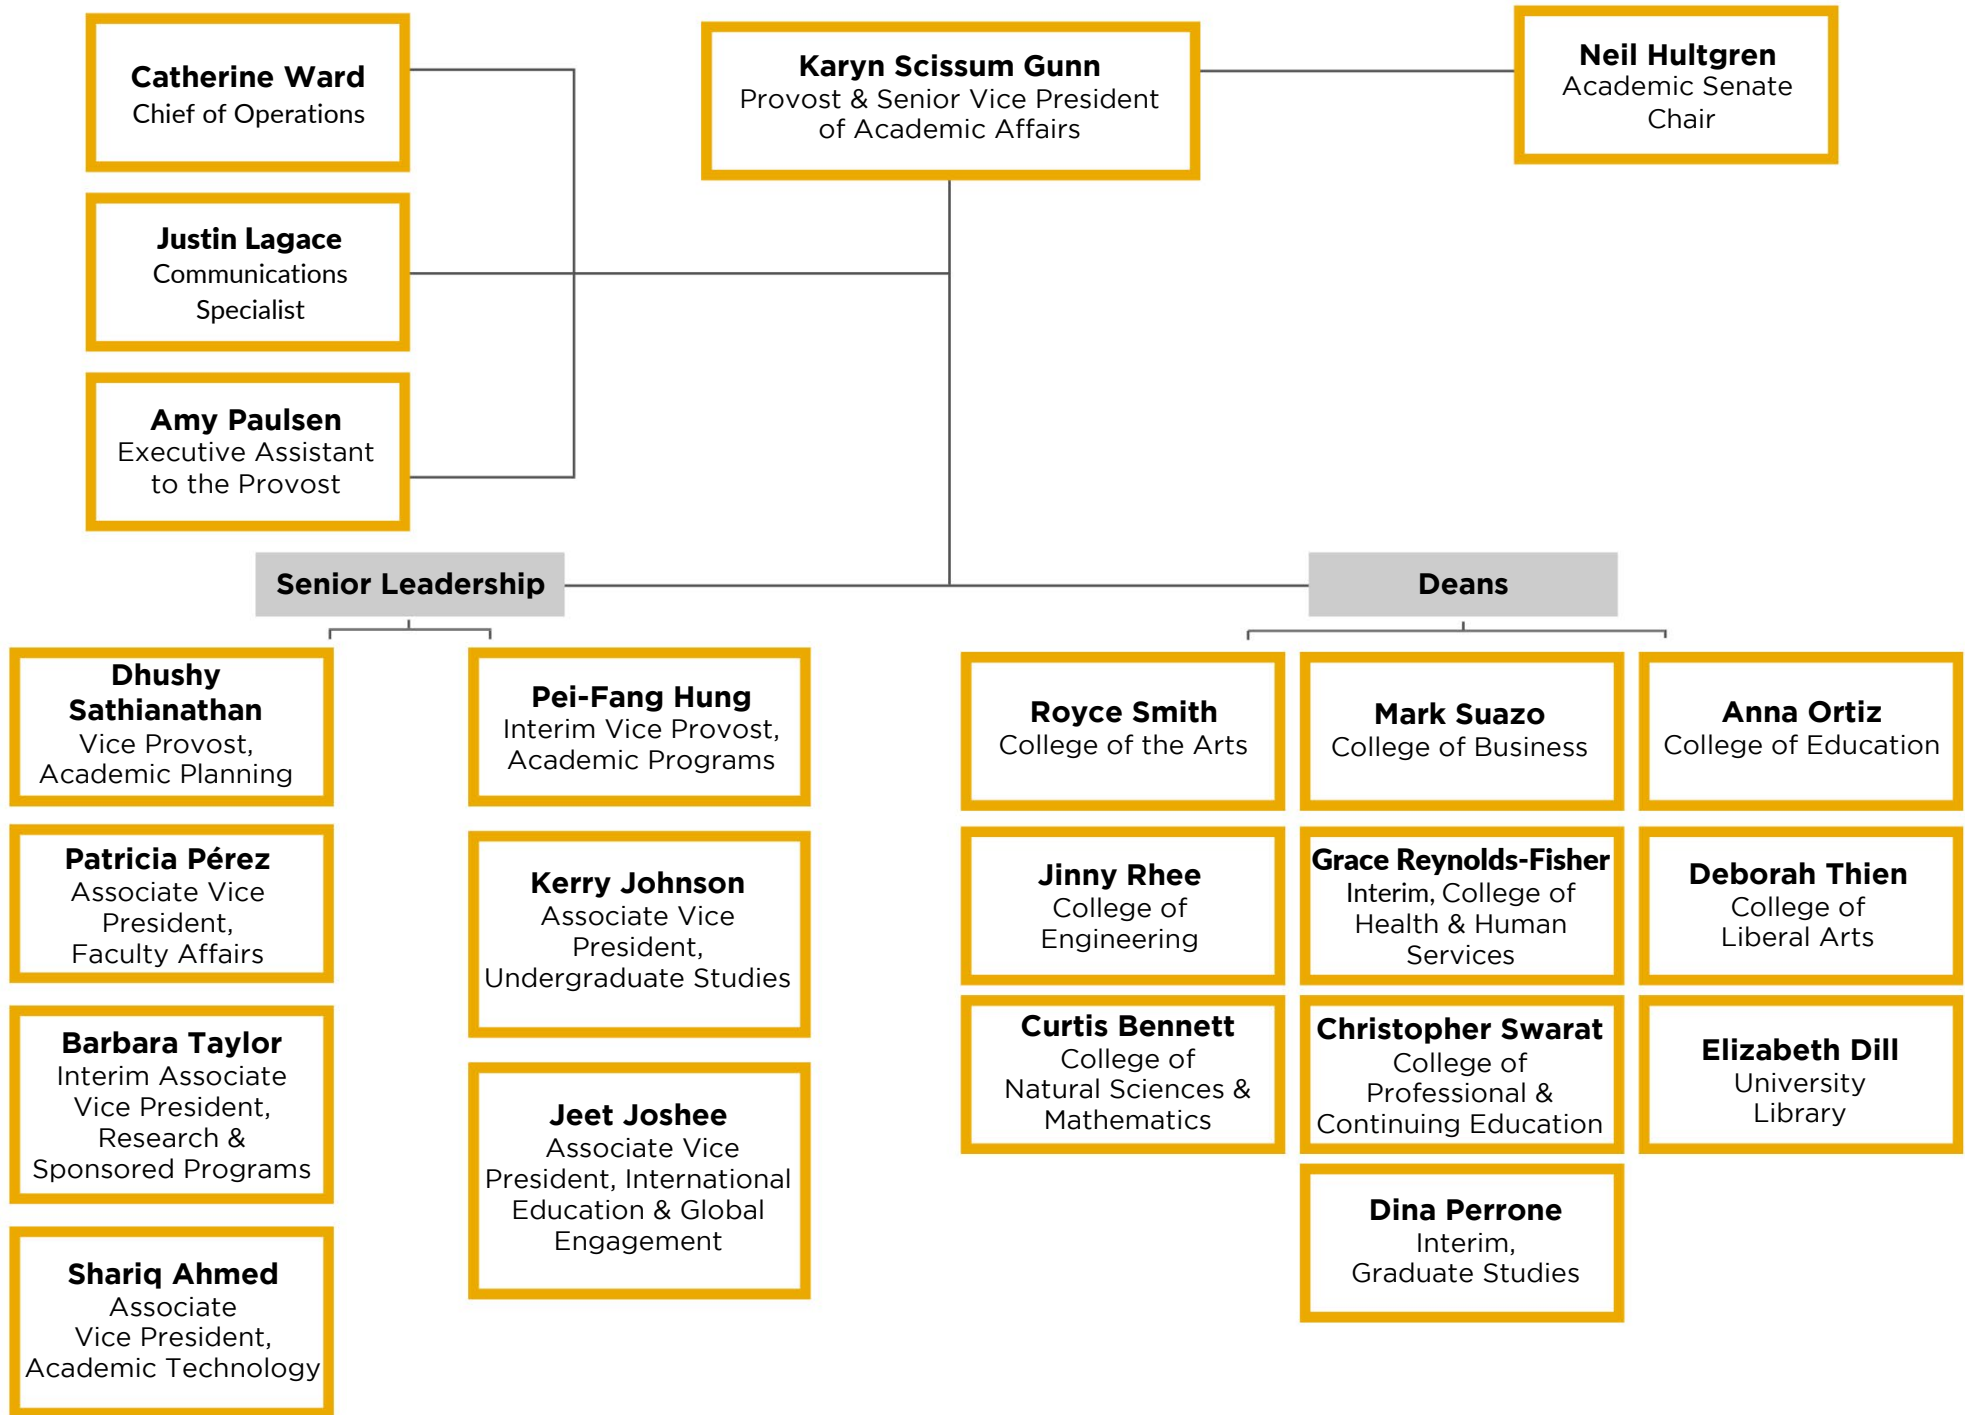 Catherine Ward
Chief of Operations
Karyn Scissum Gunn
Provost & Senior Vice President
of Academic Affairs
Neil Hultgren
Academic Senate
Chair
Justin Lagace
Communications
Specialist
Amy Paulsen
Executive Assistant
to the Provost
Senior Leadership
Dhushy
Sathianathan
Vice Provost,
Academic Planning
Pei-Fang Hung
Interim Vice Provost,
Academic Programs
Patricia Pérez
Associate Vice
President,
Faculty Affairs
Kerry Johnson
Associate Vice
President,
Undergraduate Studies
Barbara Taylor
Interim Associate
Vice President,
Research &
Sponsored Programs
Jeet Joshee
Associate Vice
President, International
Education & Global
Engagement
Shariq Ahmed
Associate
Vice President,
Academic Technology
Deans
Royce Smith
College of the Arts
Mark Suazo
College of Business
Anna Ortiz
College of Education
Jinny Rhee
College of
Engineering
Grace Reynolds-Fisher
Interim, College of
Health & Human
Services
Deborah Thien
College of
Liberal Arts
Curtis Bennett
College of
Natural Sciences &
Mathematics
Christopher Swarat
College of
Professional &
Continuing Education
Elizabeth Dill
University
Library
Dina Perrone
Interim,
Graduate Studies